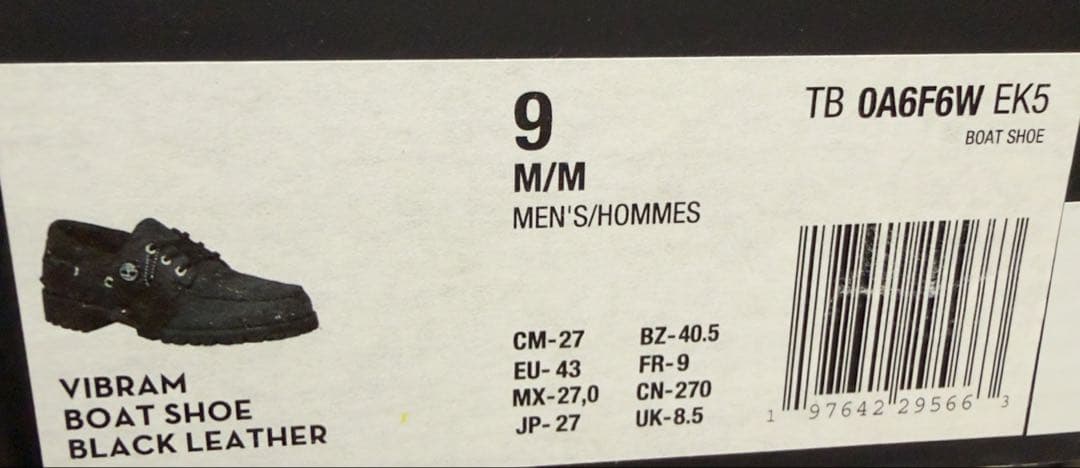 9
M/M
MEN'S/HOMMES
TB 0A6F6W EK5
BOAT SHOE
VIBRAM
BOAT SHOE
BLACK LEATHER
CM-27 BZ-40.5
EU- 43 FR-9
MX-27,0 CN-270
JP- 27 UK-8.5
1 97642 29566 3